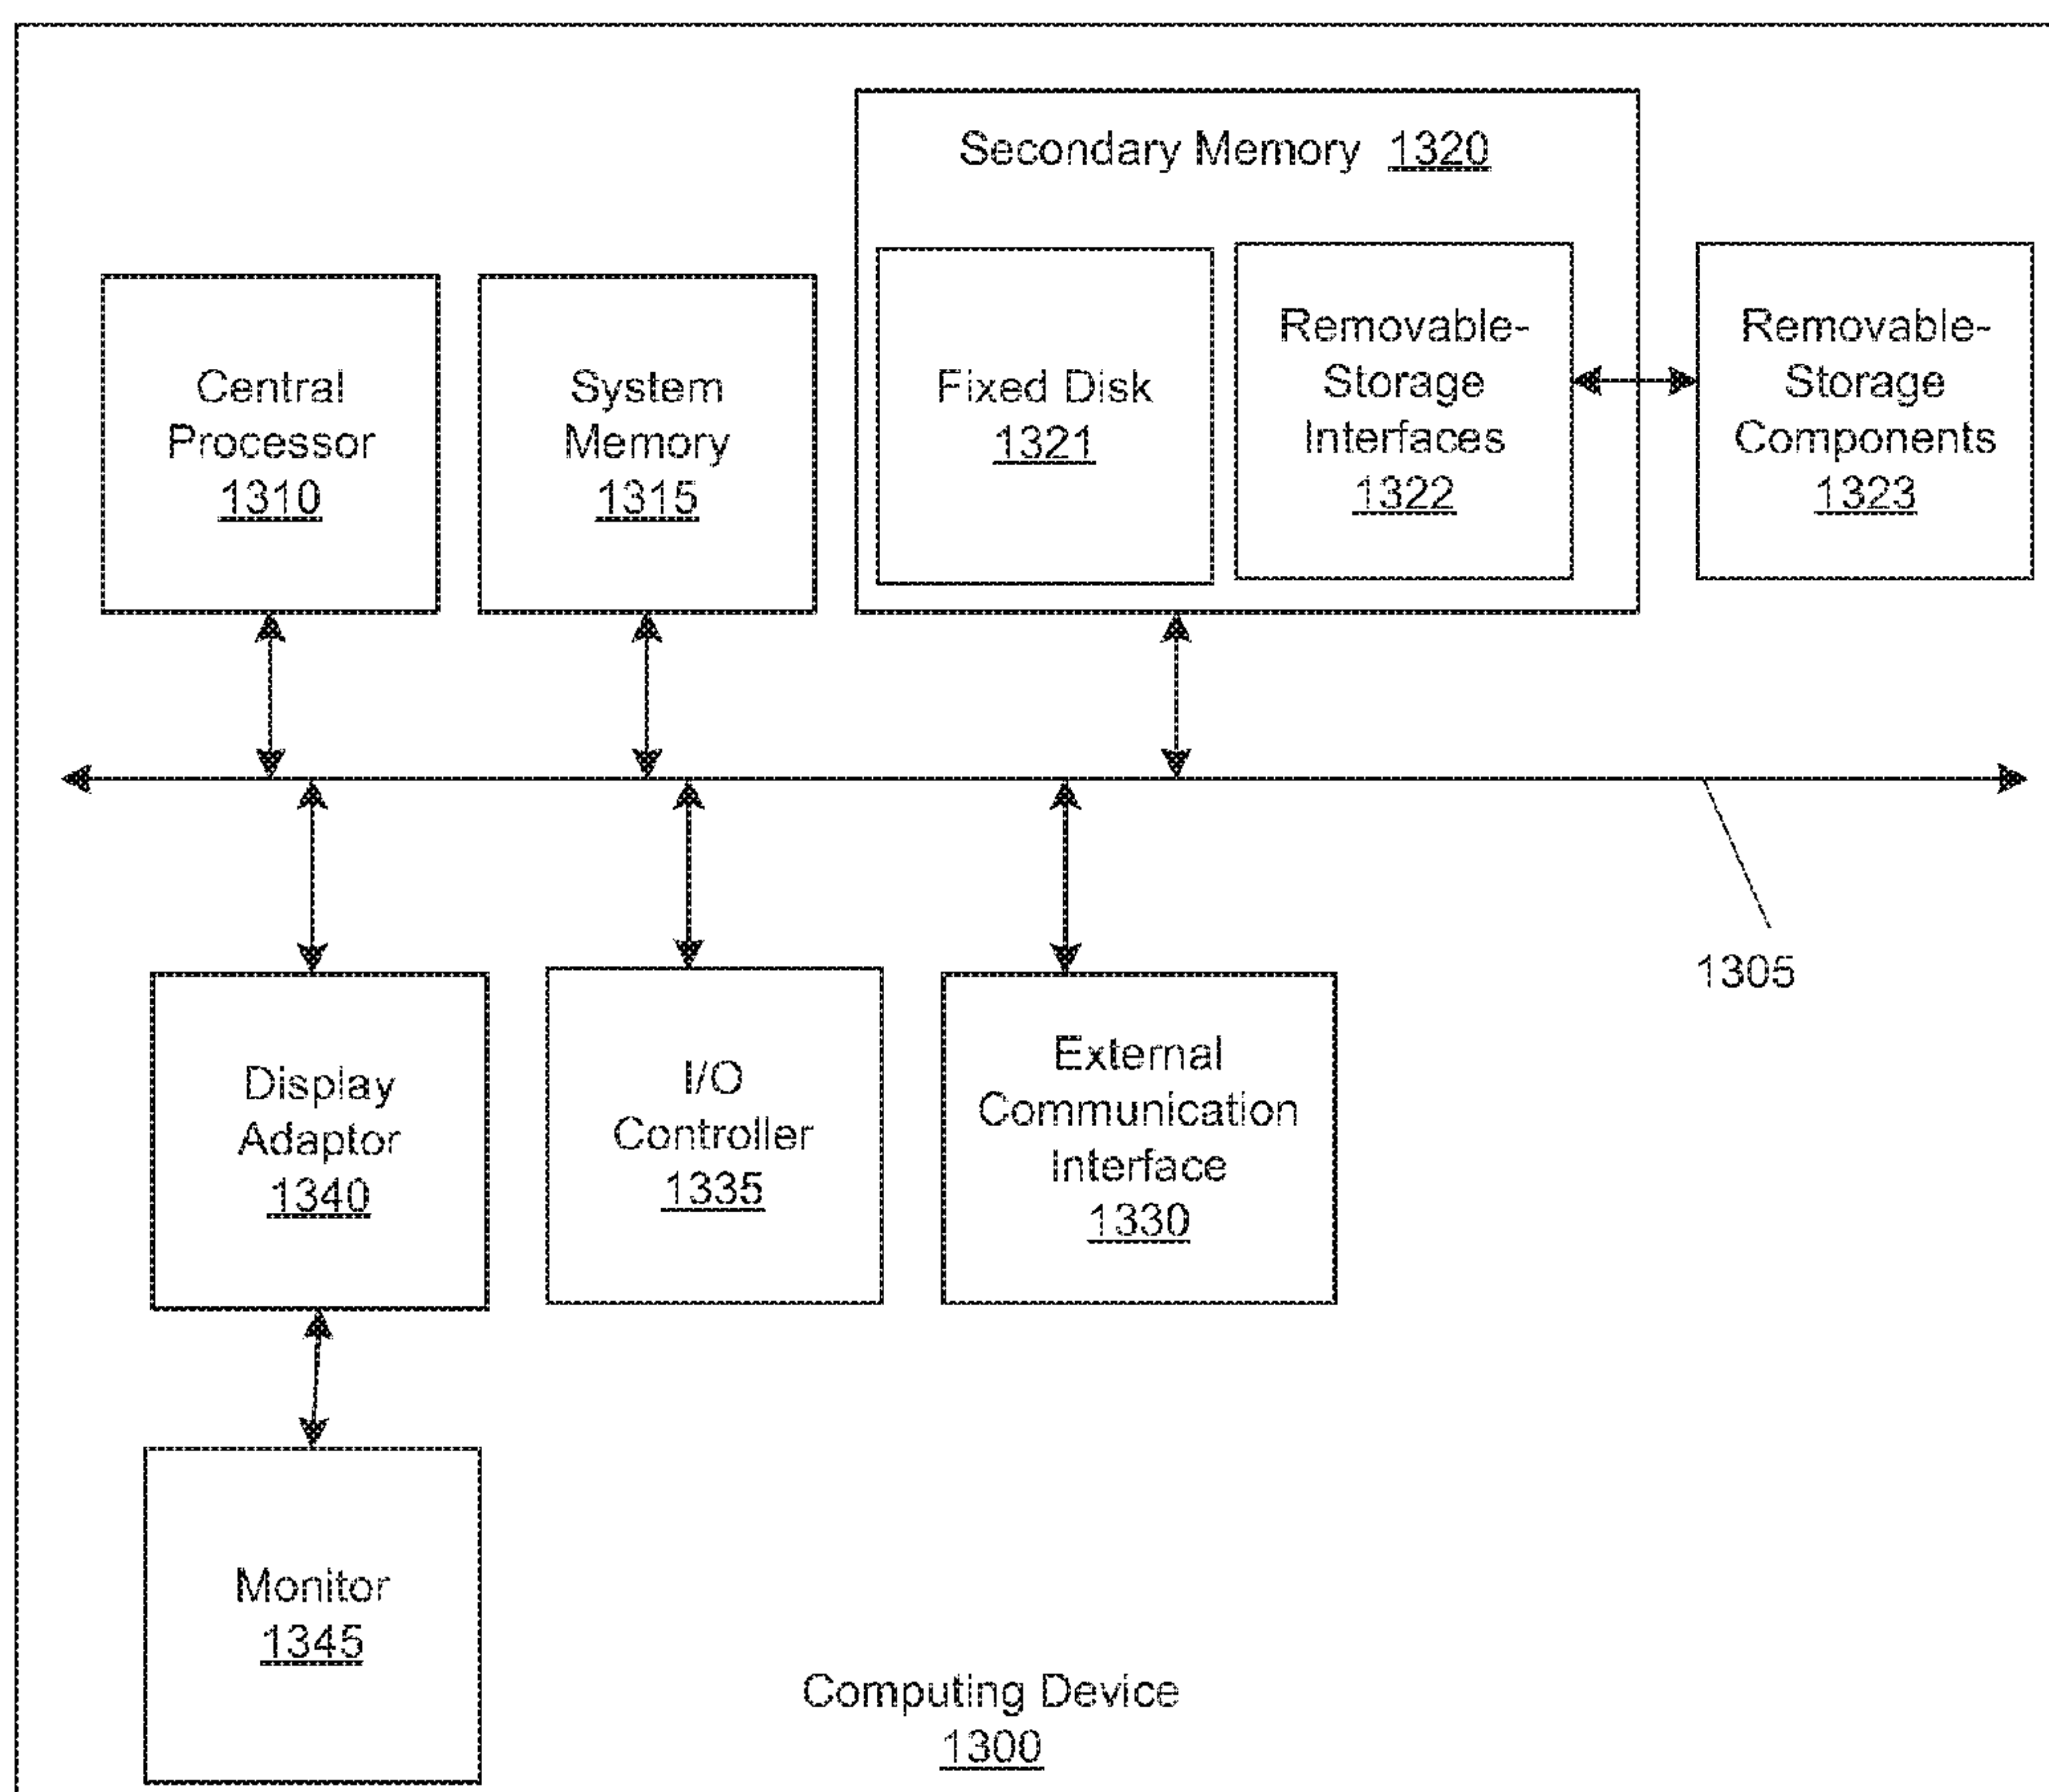 Secondary Memory 1320
Central
Processor
1310
System
Memory
1315
Fixed Disk
1321
Removable-
Storage
Interfaces
1322
Removable-
Storage
Components
1323
1305
Display
Adaptor
1340
I/O
Controller
1335
External
Communication
Interface
1330
Monitor
1345
Computing Device
1300